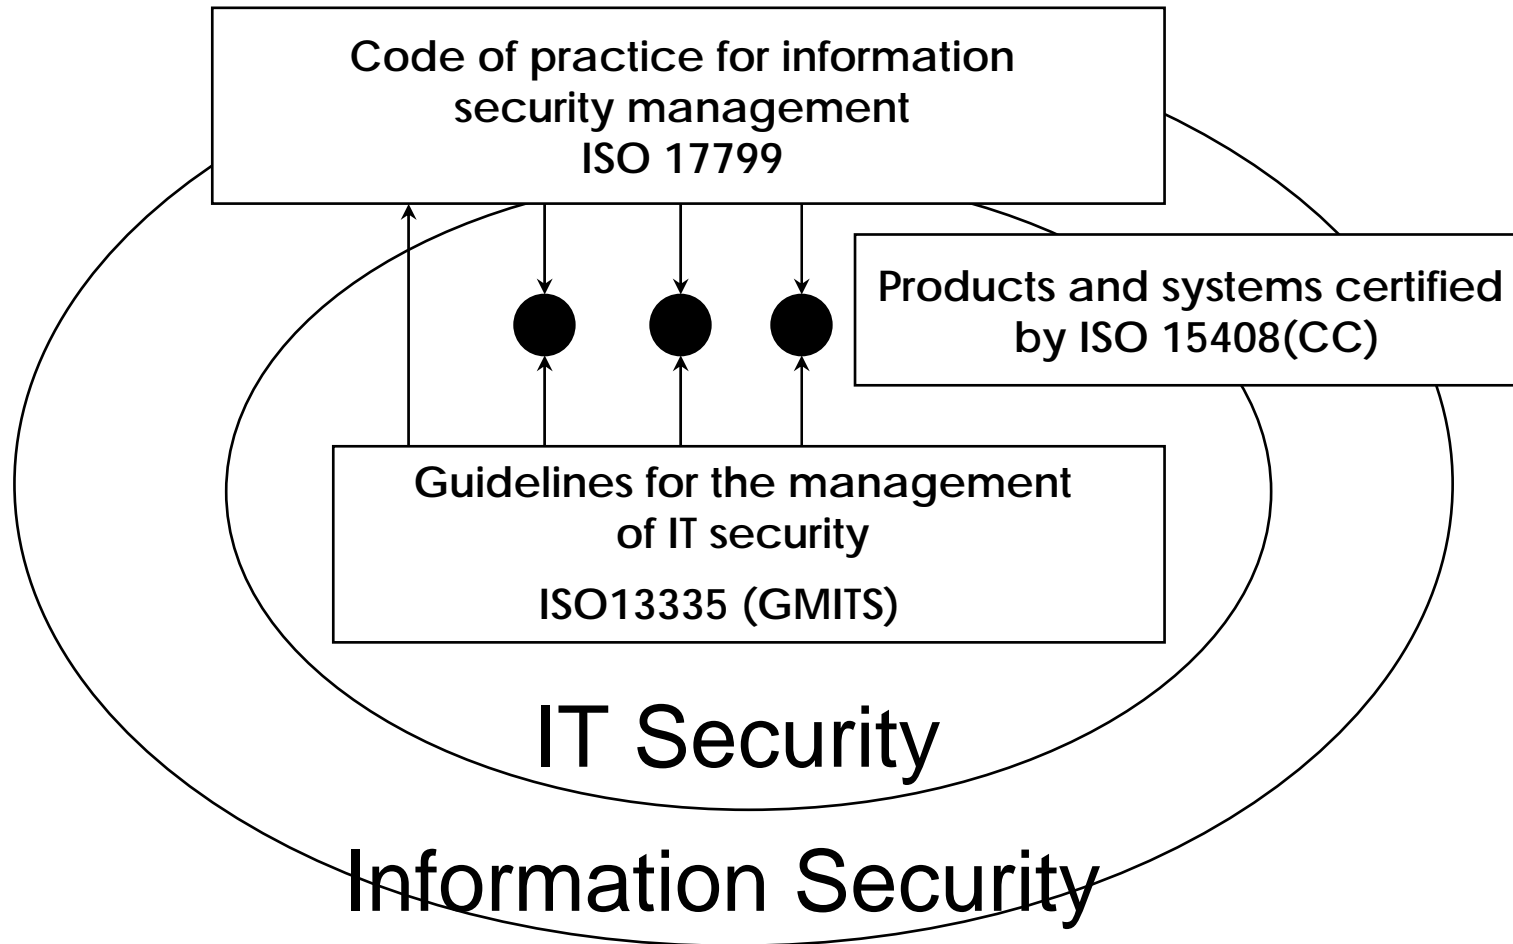 Code of practice for information
security management
ISO 17799
Products and systems certified
by ISO 15408(CC)
Guidelines for the management
of IT security
ISO13335 (GMITS)
IT Security
Information Security